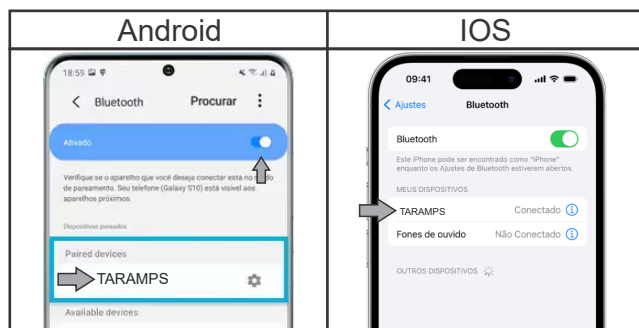 Android
IOS
18:59
Bluetooth
Procurar
Ativado
Verifique se o aparelho que você deseja conectar está no modo
de pareamento. Seu telefone (Galaxy S10) está visível aos
aparelhos próximos.
Dispositivos pareados
Paired devices
TARAMPS
Available devices
09:41
Ajustes
Bluetooth
Bluetooth
Este iPhone pode ser encontrado como "iPhone"
enquanto os Ajustes de Bluetooth estiverem abertos.
MEUS DISPOSITIVOS
TARAMPS Conectado
Fones de ouvido Não Conectado
OUTROS DISPOSITIVOS